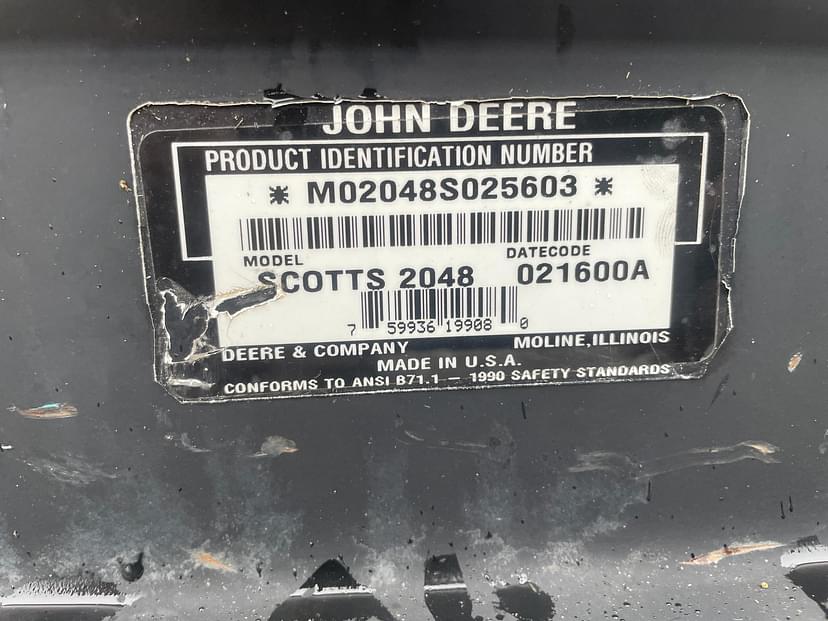 JOHN DEERE
PRODUCT IDENTIFICATION NUMBER
* M02048S025603 *
MODEL DATECODE
SCOTTS 2048 021600A
7 59936 19908 0
DEERE & COMPANY MOLINE, ILLINOIS
MADE IN U.S.A.
CONFORMS TO ANSI B71.1 — 1990 SAFETY STANDARDS